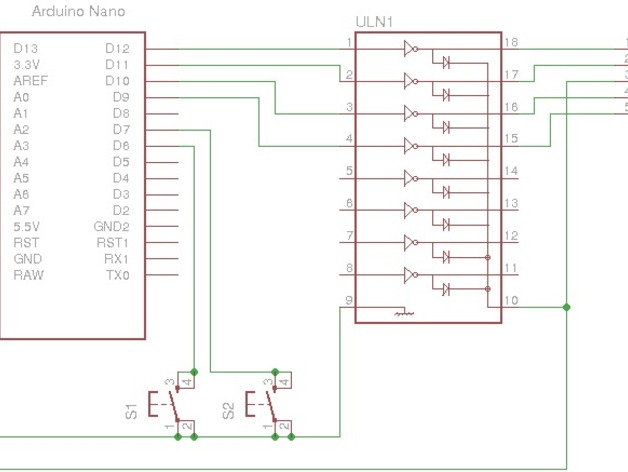 Arduino Nano
ULN1
D13 D12
3.3V D11
AREF D10
A0 D9
A1 D8
A2 D7
A3 D6
A4 D5
A5 D4
A6 D3
A7 D2
5.5V GND2
RST RST1
GND RX1
RAW TX0
1 18
2 17
3 16
4 15
5 14
6 13
7 12
8 11
9 10
S1 3 4 1 2
S2 3 4 1 2